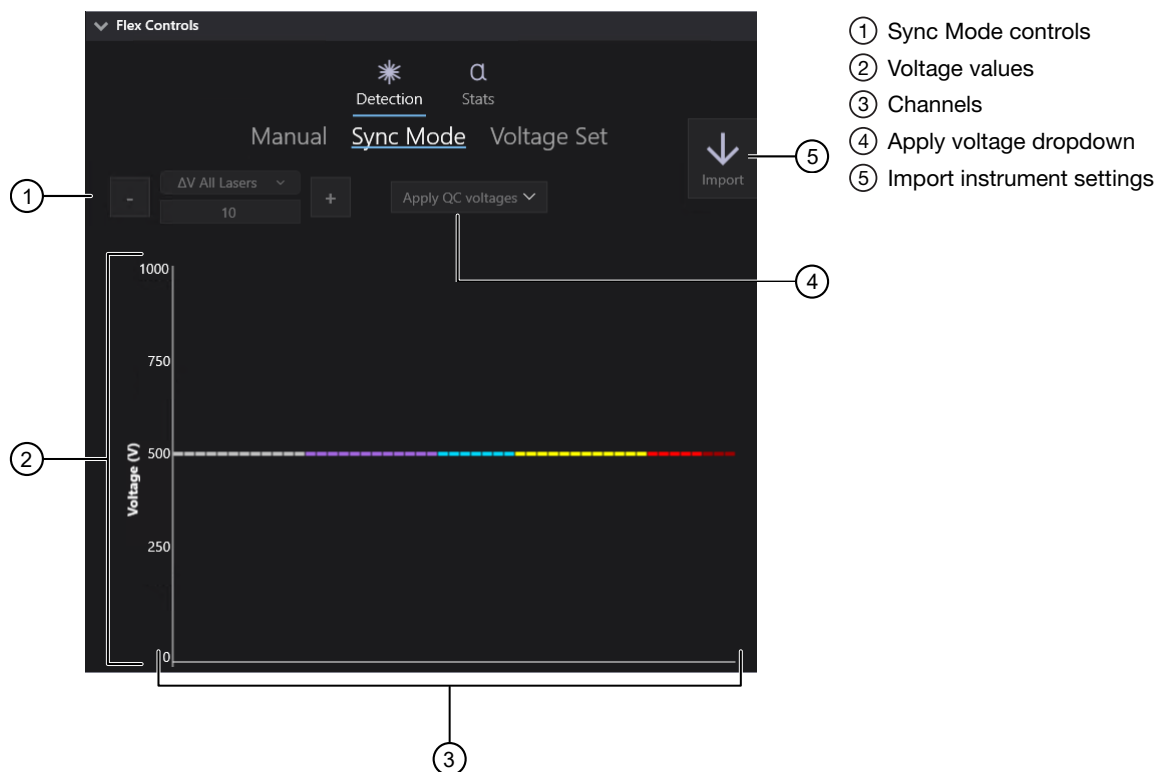 Flex Controls
α
Detection Stats
Manual Sync Mode Voltage Set
Import
- ΔV All Lasers +
10
Apply QC voltages
1000
750
500
250
0
Voltage (V)
1
2
3
4
5
1 Sync Mode controls
2 Voltage values
3 Channels
4 Apply voltage dropdown
5 Import instrument settings